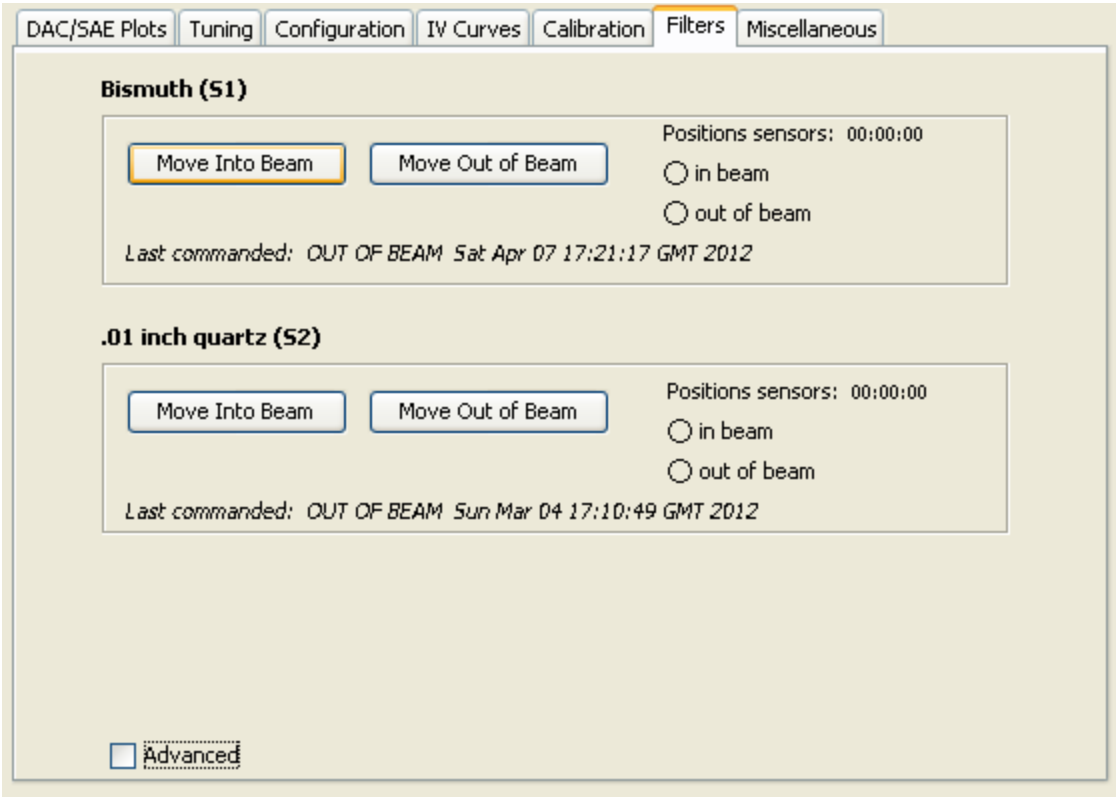 DAC/SAE Plots Tuning Configuration IV Curves Calibration Filters Miscellaneous
Bismuth (S1)
Move Into Beam Move Out of Beam Positions sensors: 00:00:00
in beam
out of beam
Last commanded: OUT OF BEAM Sat Apr 07 17:21:17 GMT 2012
.01 inch quartz (S2)
Move Into Beam Move Out of Beam Positions sensors: 00:00:00
in beam
out of beam
Last commanded: OUT OF BEAM Sun Mar 04 17:10:49 GMT 2012
Advanced